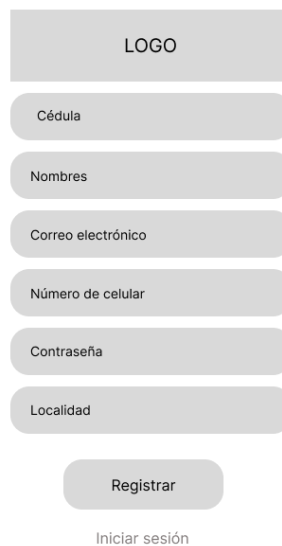 LOGO
Cédula
Nombres
Correo electrónico
Número de celular
Contraseña
Localidad
Registrar
Iniciar sesión